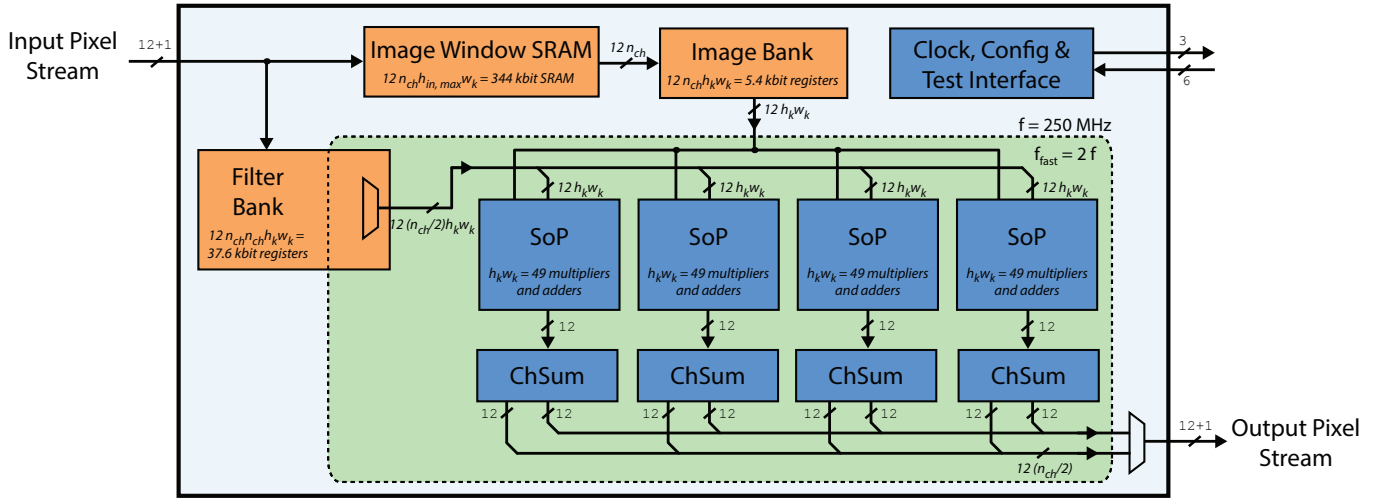 Input Pixel
Stream
12+1
Image Window SRAM
12 n_ch h_in, max w_k = 344 kbit SRAM
12 n_ch
Image Bank
12 n_ch h_k w_k = 5.4 kbit registers
Clock, Config &
Test Interface
3
6
12 h_k w_k
f = 250 MHz
f_fast = 2 f
Filter
Bank
12 n_ch n_ch h_k w_k =
37.6 kbit registers
12 (n_ch/2) h_k w_k
12 h_k w_k
12 h_k w_k
12 h_k w_k
12 h_k w_k
SoP
h_k w_k = 49 multipliers
and adders
SoP
h_k w_k = 49 multipliers
and adders
SoP
h_k w_k = 49 multipliers
and adders
SoP
h_k w_k = 49 multipliers
and adders
12
12
12
12
ChSum
ChSum
ChSum
ChSum
12
12
12
12
12
12
12
12
12 (n_ch/2)
12+1
Output Pixel
Stream